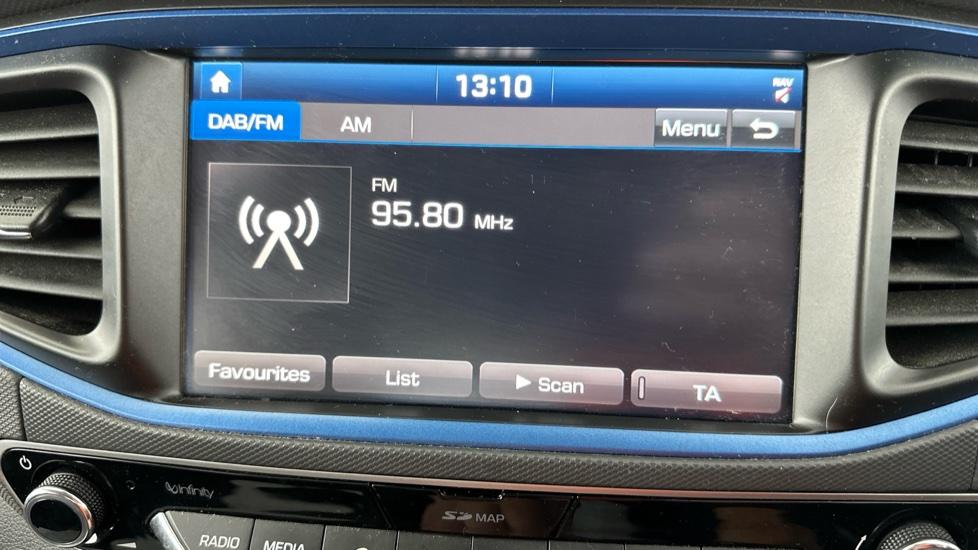 13:10
NAV
DAB/FM AM Menu
FM
95.80 MHz
Favourites List Scan TA
infinity
SD MAP
RADIO MEDIA